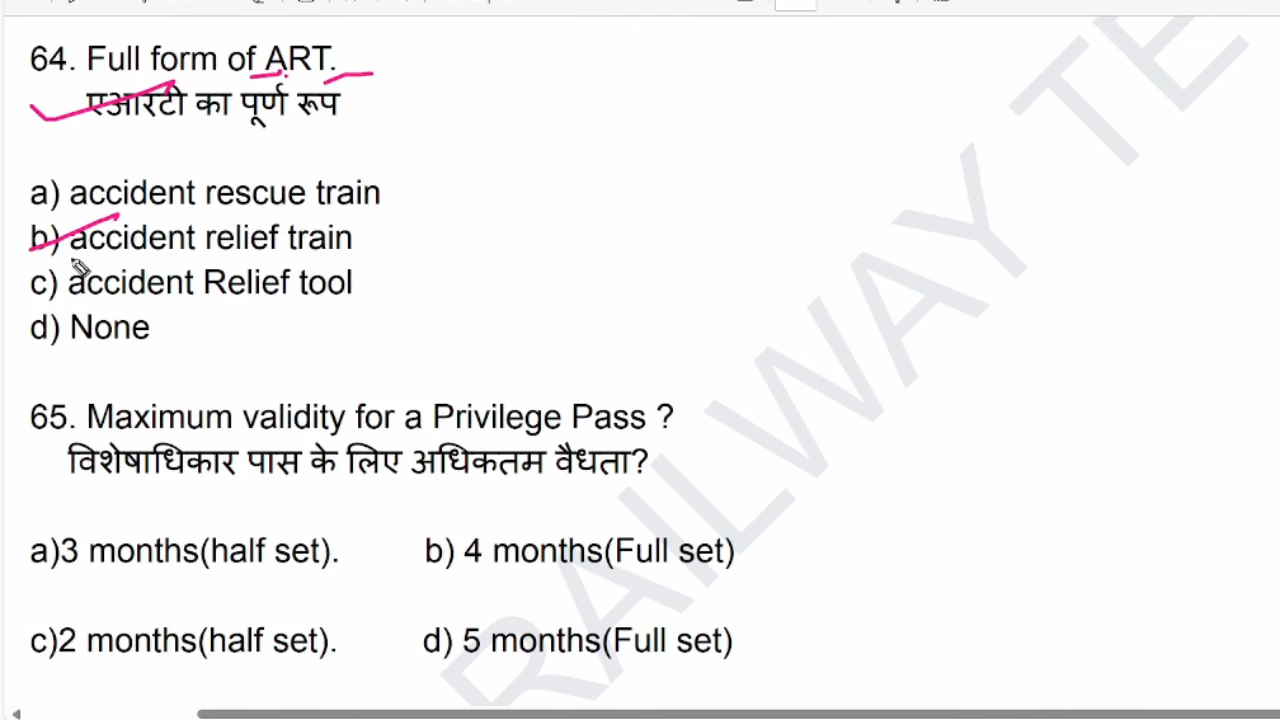 64. Full form of ART.
एआरटी का पूर्ण रूप
a) accident rescue train
b) accident relief train
c) accident Relief tool
d) None
65. Maximum validity for a Privilege Pass ?
विशेषाधिकार पास के लिए अधिकतम वैधता?
a)3 months(half set). b) 4 months(Full set)
c)2 months(half set). d) 5 months(Full set)
RAILWAY TE